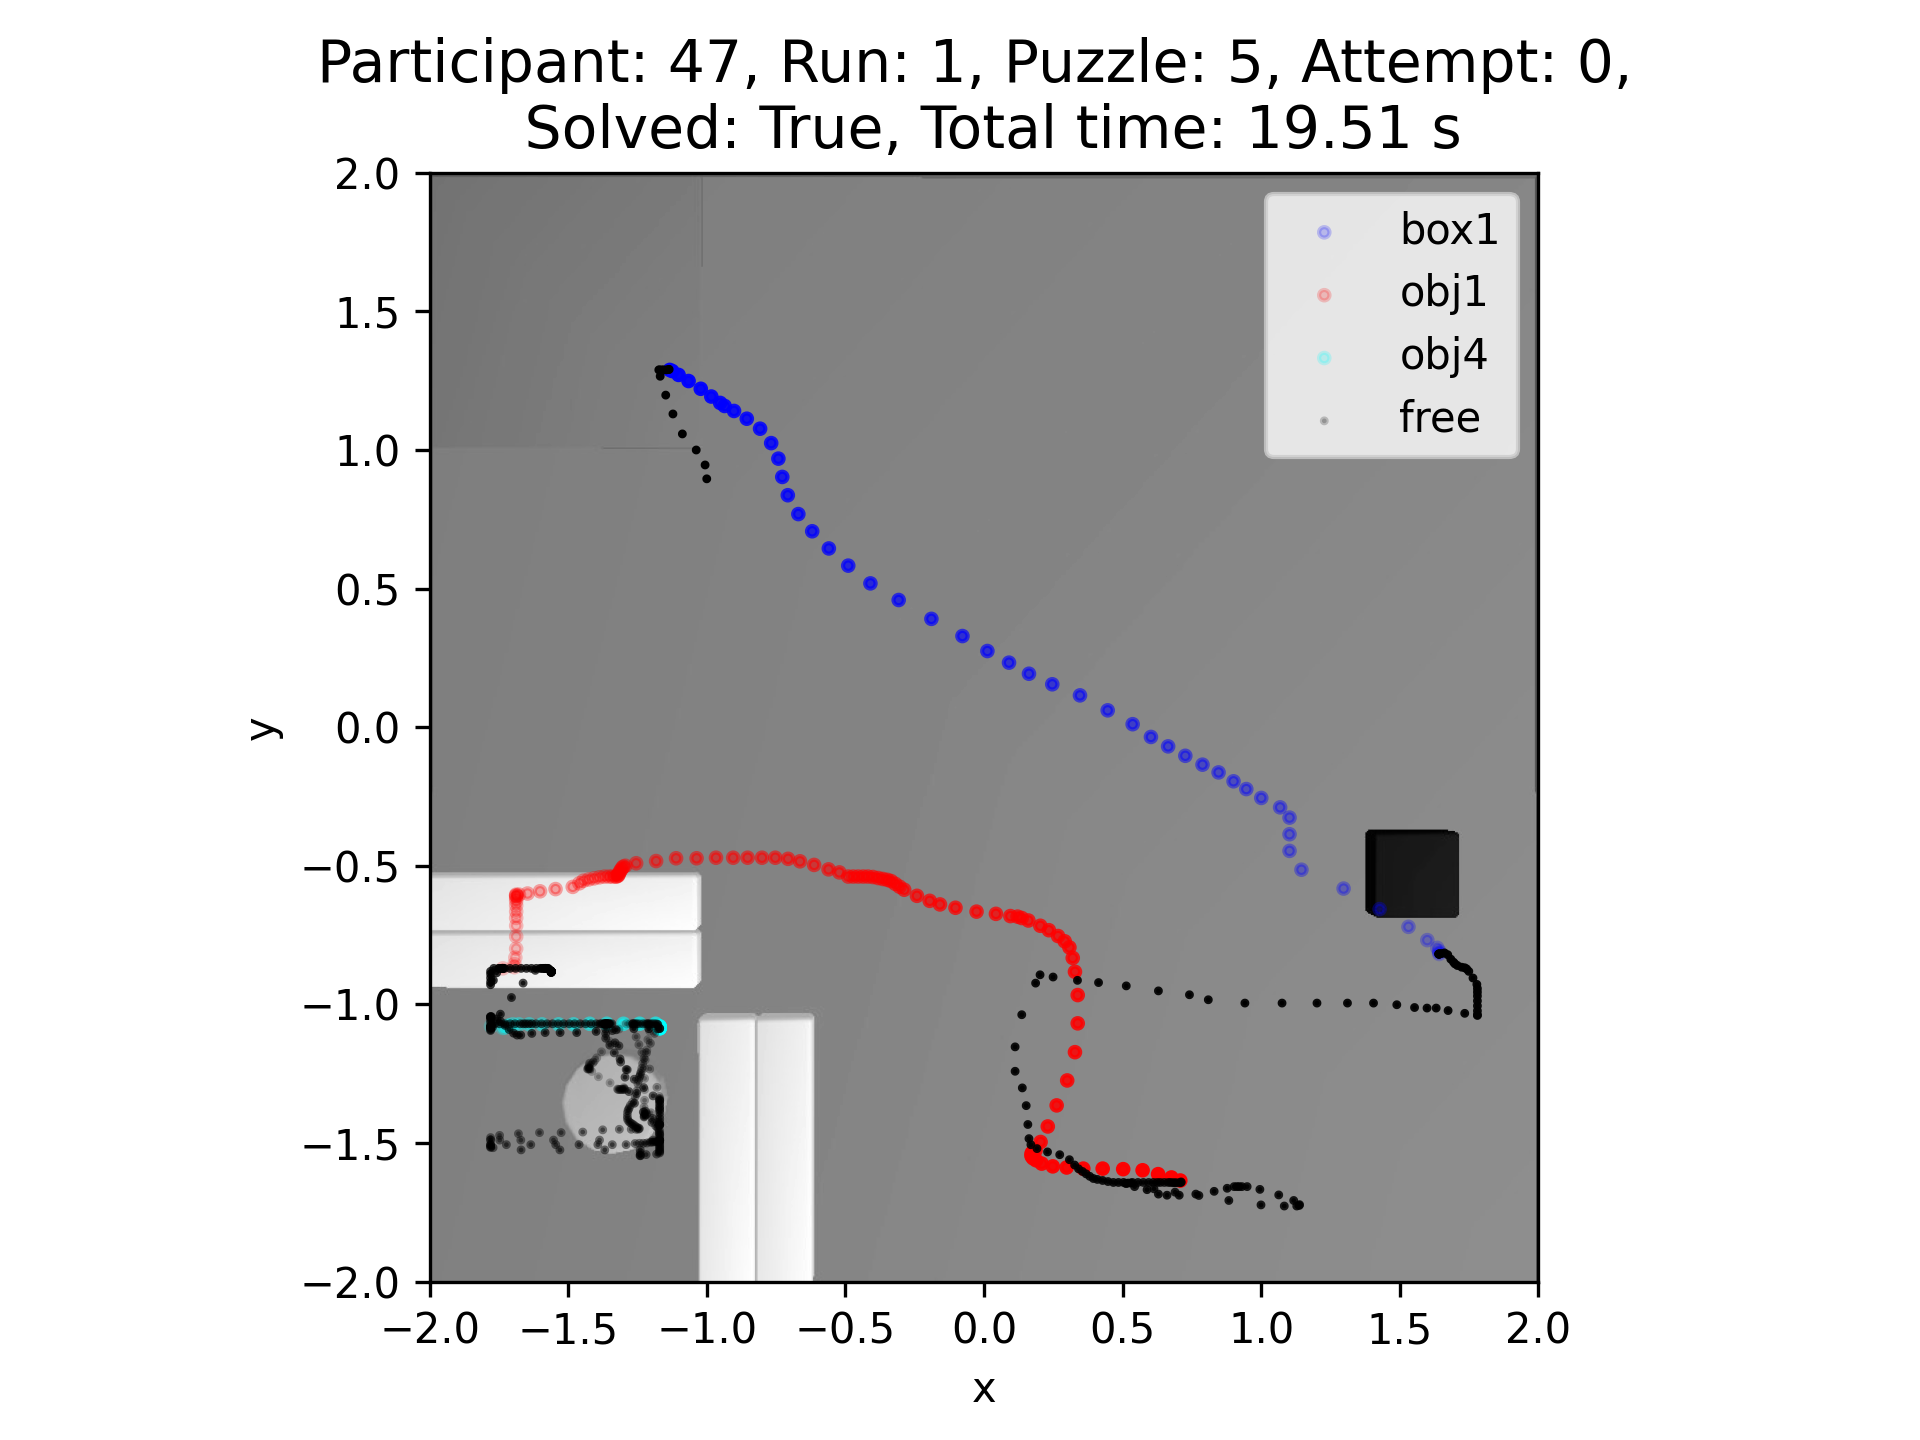 Participant: 47, Run: 1, Puzzle: 5, Attempt: 0,
Solved: True, Total time: 19.51 s
2.0
1.5
1.0
0.5
0.0
−0.5
−1.0
−1.5
−2.0
y
box1
obj1
obj4
free
−2.0 −1.5 −1.0 −0.5 0.0 0.5 1.0 1.5 2.0
x